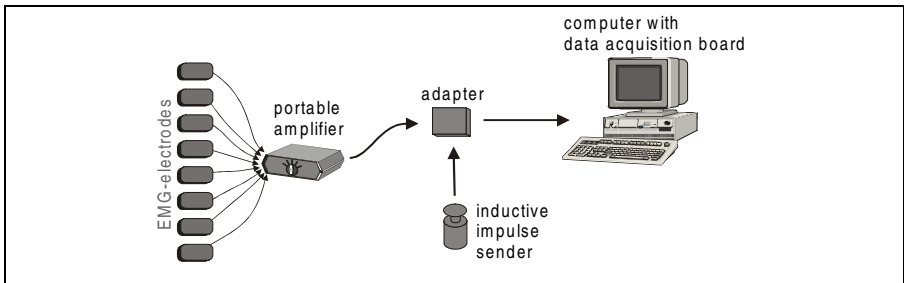 computer with
data acquisition board
adapter
portable
amplifier
EMG-electrodes
inductive
impulse
sender